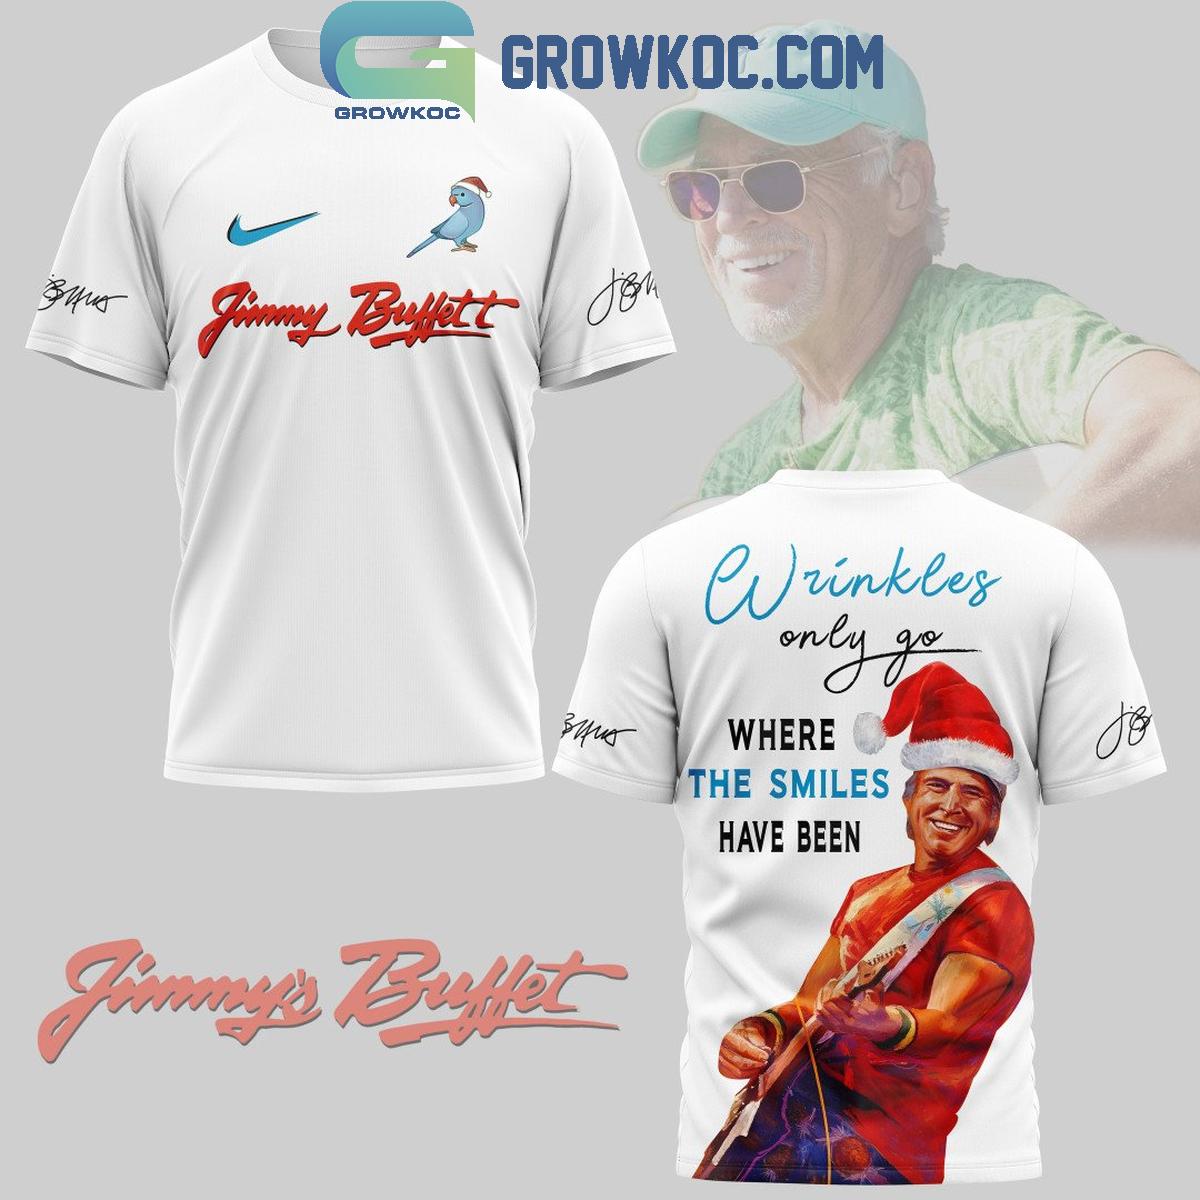 GROWKOC
GROWKOC.COM
Jimmy Buffett
Wrinkles
only go
WHERE
THE SMILES
HAVE BEEN
Jimmy's Buffet